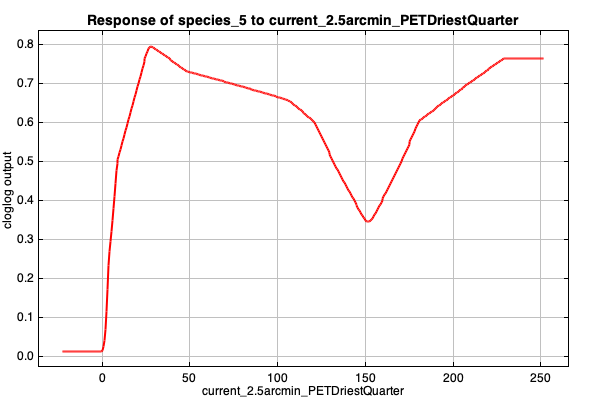 Response of species_5 to current_2.5arcmin_PETDriestQuarter
cloglog output
0.8
0.7
0.6
0.5
0.4
0.3
0.2
0.1
0.0
0 50 100 150 200 250
current_2.5arcmin_PETDriestQuarter